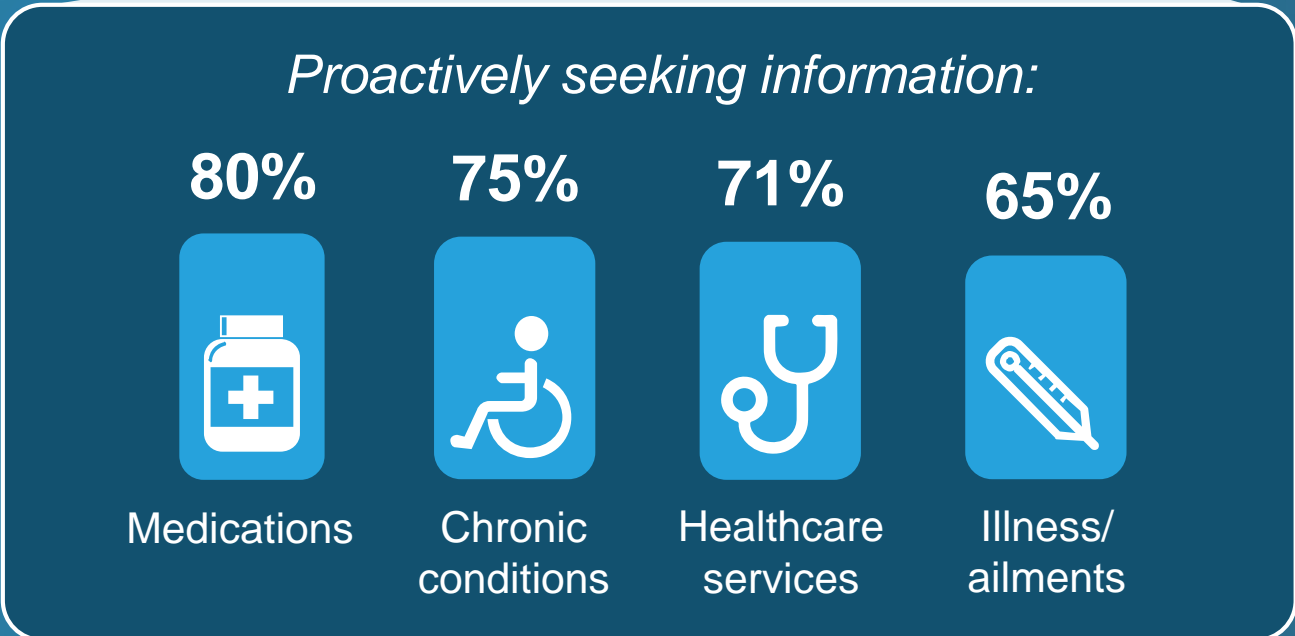 Proactively seeking information:
80%
75%
71%
65%
Medications
Chronic
conditions
Healthcare
services
Illness/
ailments